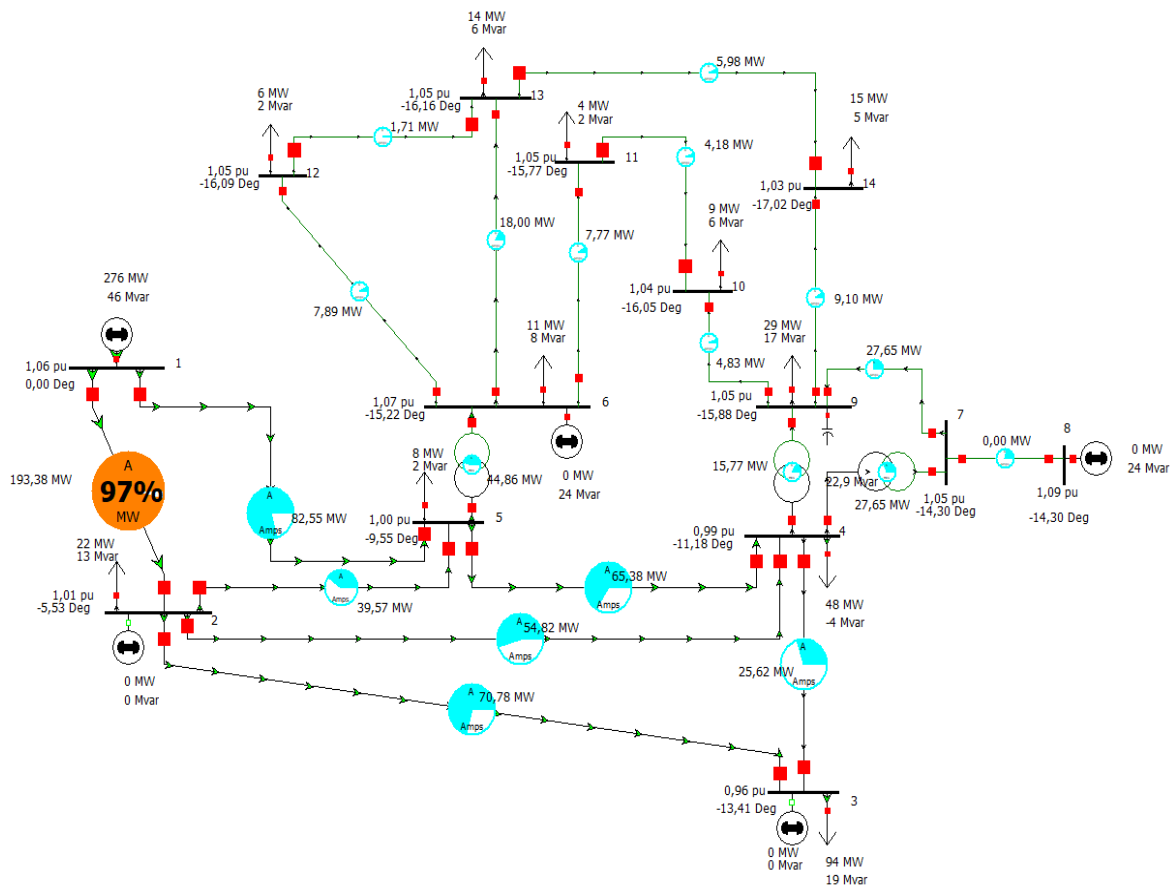 14 MW
6 Mvar
5,98 MW
1,05 pu
-16,16 Deg
13
6 MW
2 Mvar
1,71 MW
4 MW
2 Mvar
15 MW
5 Mvar
4,18 MW
1,05 pu
-16,09 Deg
12
1,05 pu
-15,77 Deg
11
1,03 pu
-17,02 Deg
14
18,00 MW
7,77 MW
9 MW
6 Mvar
276 MW
46 Mvar
7,89 MW
1,04 pu
-16,05 Deg
10
9,10 MW
11 MW
8 Mvar
29 MW
17 Mvar
4,83 MW
27,65 MW
1,06 pu
0,00 Deg
1
1,07 pu
-15,22 Deg
6
1,05 pu
-15,88 Deg
9
7
8
0,00 MW
0 MW
24 Mvar
8 MW
2 Mvar
44,86 MW
0 MW
24 Mvar
15,77 MW
22,9 Mvar
27,65 MW
1,05 pu
-14,30 Deg
1,09 pu
-14,30 Deg
193,38 MW
A
97%
MW
A
82,55 MW
Amps
1,00 pu
-9,55 Deg
5
0,99 pu
-11,18 Deg
4
22 MW
13 Mvar
A
39,57 MW
Amps
A
65,38 MW
Amps
48 MW
-4 Mvar
1,01 pu
-5,53 Deg
2
A
54,82 MW
Amps
0 MW
0 Mvar
A
25,62 MW
Amps
A
70,78 MW
Amps
0,96 pu
-13,41 Deg
3
0 MW
0 Mvar
94 MW
19 Mvar